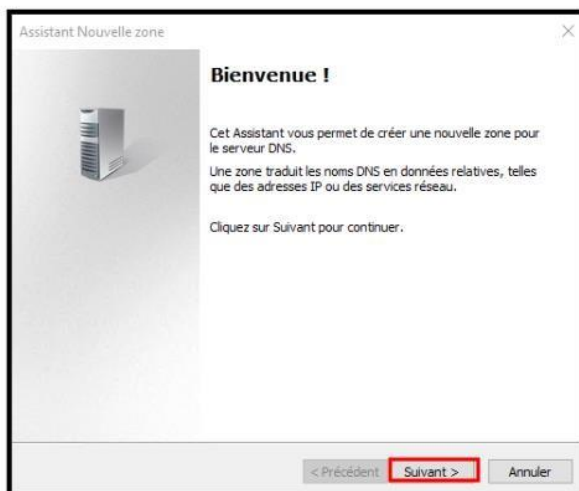 Assistant Nouvelle zone
Bienvenue !
Cet Assistant vous permet de créer une nouvelle zone pour
le serveur DNS.
Une zone traduit les noms DNS en données relatives, telles
que des adresses IP ou des services réseau.
Cliquez sur Suivant pour continuer.
< Précédent Suivant > Annuler